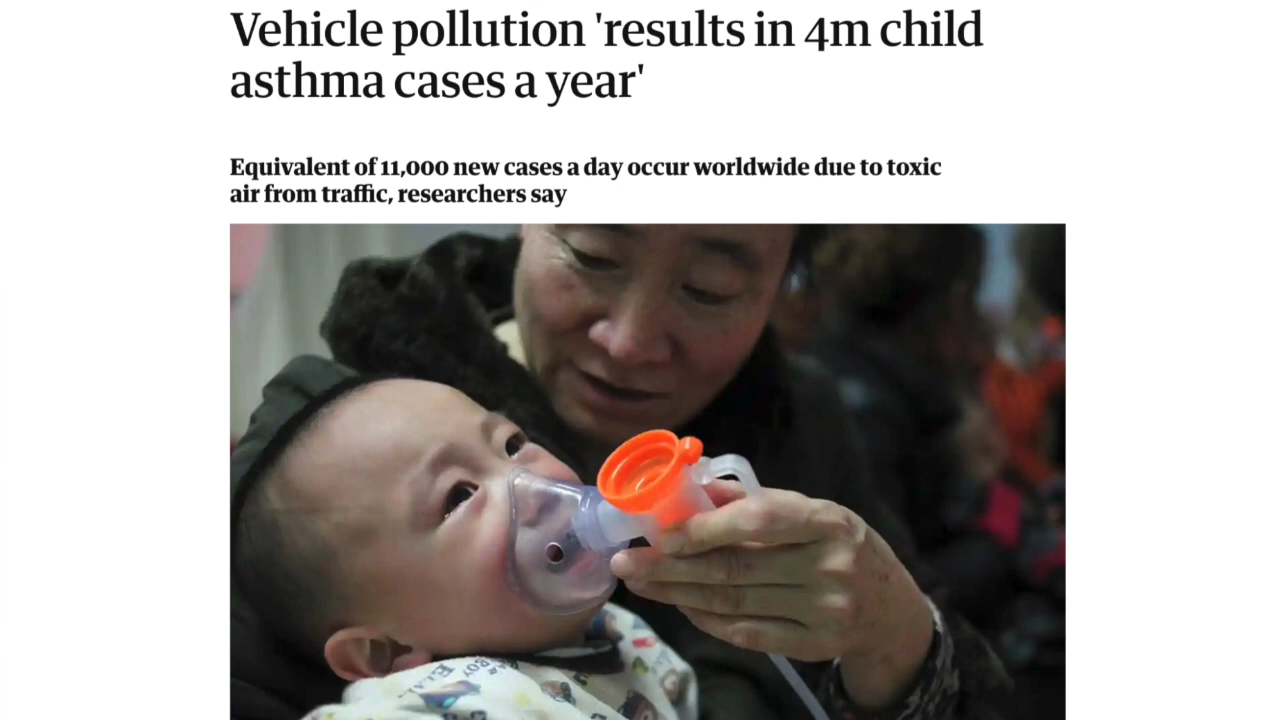 Vehicle pollution 'results in 4m child
asthma cases a year'
Equivalent of 11,000 new cases a day occur worldwide due to toxic
air from traffic, researchers say